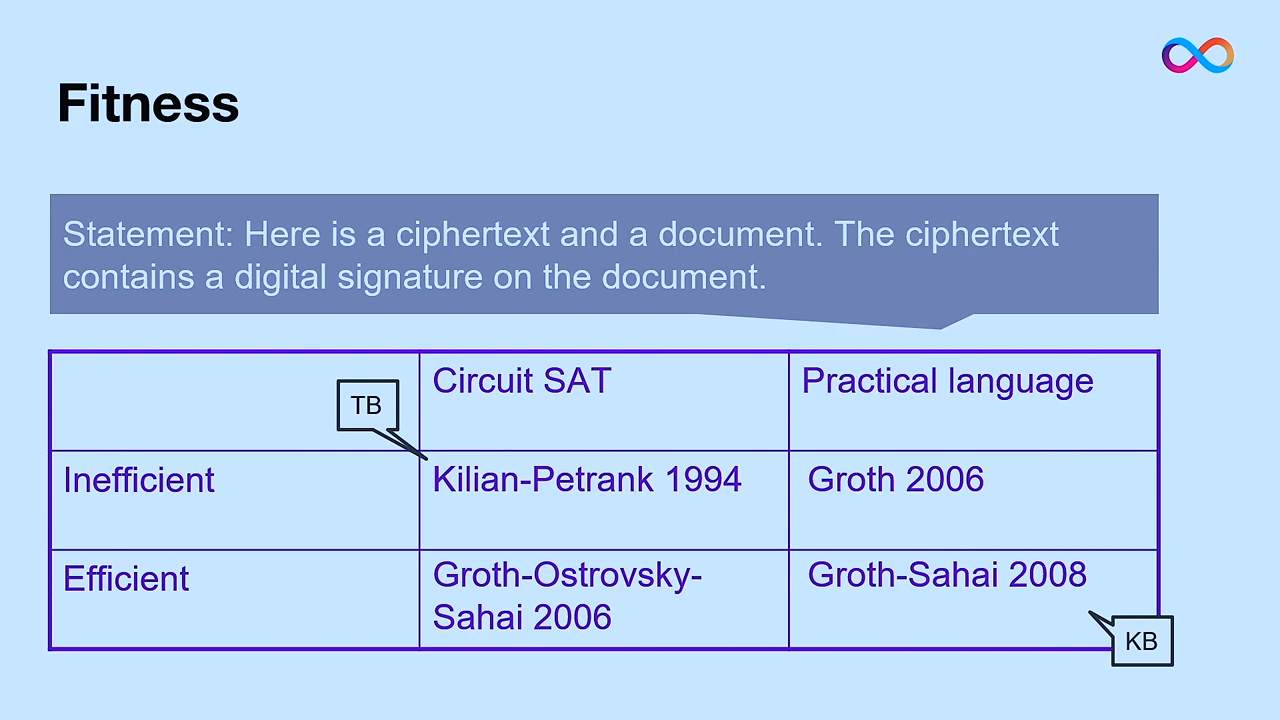 Fitness
Statement: Here is a ciphertext and a document. The ciphertext
contains a digital signature on the document.
Circuit SAT
Practical language
TB
Inefficient
Kilian-Petrank 1994
Groth 2006
Efficient
Groth-Ostrovsky-
Sahai 2006
Groth-Sahai 2008
KB